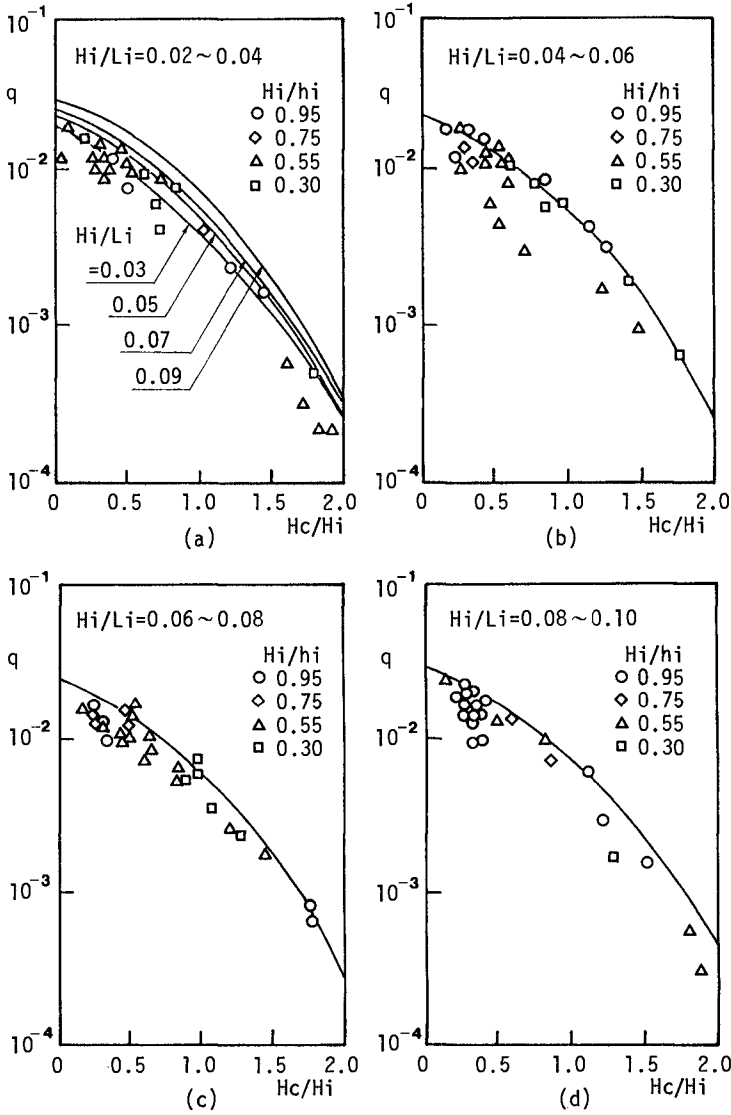 10⁻¹
Hi/Li=0.02~0.04
q
Hi/hi
○ 0.95
◇ 0.75
△ 0.55
□ 0.30
10⁻²
Hi/Li
=0.03
0.05
0.07
0.09
10⁻³
10⁻⁴
0 0.5 1.0 1.5 2.0
Hc/Hi
(a)
10⁻¹
Hi/Li=0.04~0.06
q
Hi/hi
○ 0.95
◇ 0.75
△ 0.55
□ 0.30
10⁻²
10⁻³
10⁻⁴
0 0.5 1.0 1.5 2.0
Hc/Hi
(b)
10⁻¹
Hi/Li=0.06~0.08
q
Hi/hi
○ 0.95
◇ 0.75
△ 0.55
□ 0.30
10⁻²
10⁻³
10⁻⁴
0 0.5 1.0 1.5 2.0
Hc/Hi
(c)
10⁻¹
Hi/Li=0.08~0.10
q
Hi/hi
○ 0.95
◇ 0.75
△ 0.55
□ 0.30
10⁻²
10⁻³
10⁻⁴
0 0.5 1.0 1.5 2.0
Hc/Hi
(d)